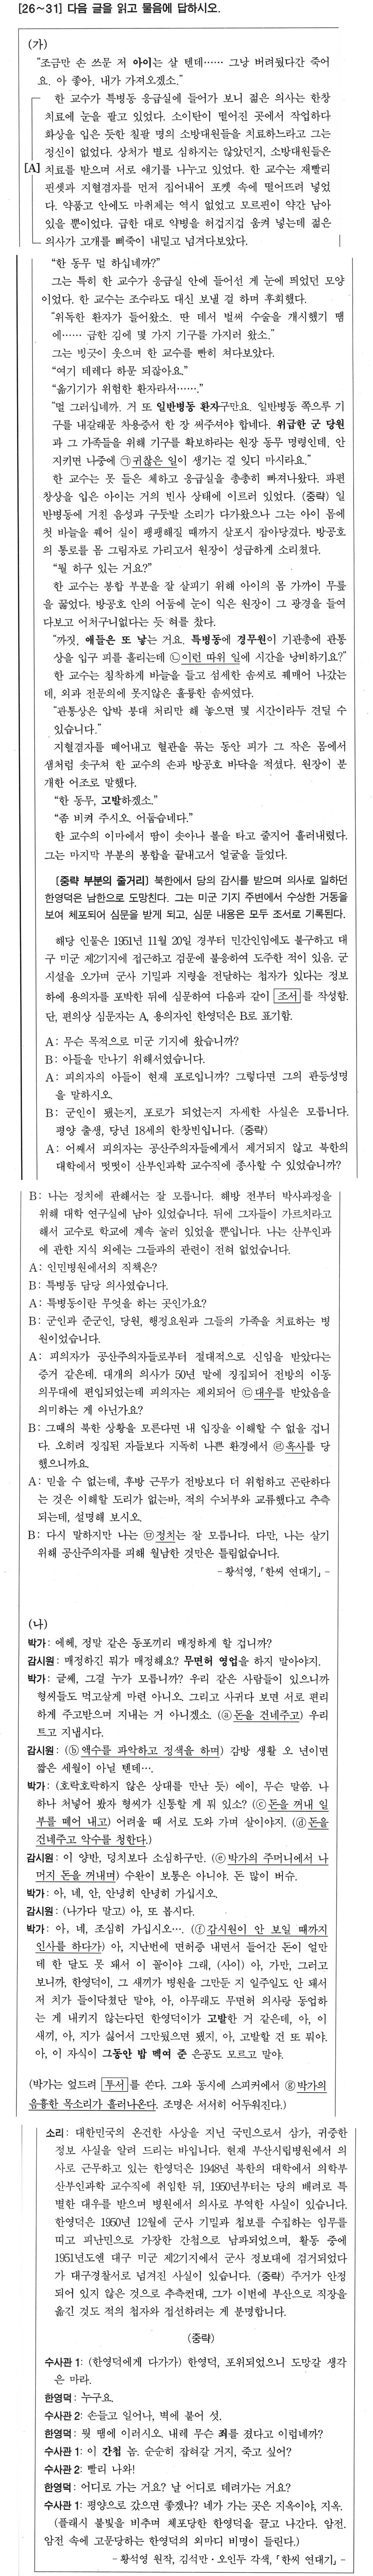 [26~31] 다음 글을 읽고 물음에 답하시오.
(가)
“조금만 손 쓰문 저 아이는 살 텐데…… 그냥 버려뒀다간 죽어
요. 아 좋아, 내가 가져오겠소.”
한 교수가 특병동 응급실에 들어가 보니 젊은 의사는 한창
치료에 눈을 팔고 있었다. 소이탄이 떨어진 곳에서 작업하다
화상을 입은 듯한 칠팔 명의 소방대원들을 치료하느라고 그는
정신이 없었다. 상처가 별로 심하지는 않았던지, 소방대원들은
[A] 치료를 받으며 서로 얘기를 나누고 있었다. 한 교수는 재빨리
핀셋과 지혈겸자를 먼저 집어내어 포켓 속에 떨어뜨려 넣었
다. 약품고 안에도 마취제는 역시 없었고 모르핀이 약간 남아
있을 뿐이었다. 급한 대로 약병을 허겁지겁 움켜 넣는데 젊은
의사가 고개를 삐죽이 내밀고 넘겨다보았다.
“한 동무 멀 하십네까?”
그는 특히 한 교수가 응급실 안에 들어선 게 눈에 띄었던 모양
이었다. 한 교수는 조수라도 대신 보낼 걸 하며 후회했다.
“위독한 환자가 들어왔소. 딴 데서 벌써 수술을 개시했기 땜
에…… 급한 김에 몇 가지 기구를 가지러 왔소.”
그는 빙긋이 웃으며 한 교수를 빤히 쳐다보았다.
“여기 데레다 하문 되잖아요.”
“옮기기가 위험한 환자라서…….”
“멀 그러십네까. 거 또 일반병동 환자구만요. 일반병동 쪽으루 기
구를 내갈래문 차용증서 한 장 써주셔야 합네다. 위급한 군 당원
과 그 가족들을 위해 기구를 확보하라는 원장 동무 명령인데, 안
지키면 나중에 ㉠귀찮은 일이 생기는 걸 잊디 마시라요.”
한 교수는 못 들은 체하고 응급실을 총총히 빠져나왔다. 파편
창상을 입은 아이는 거의 빈사 상태에 이르러 있었다. (중략) 일
반병동에 거친 음성과 구둣발 소리가 다가왔으나 그는 아이 몸에
첫 바늘을 꿰어 실이 팽팽해질 때까지 살포시 잡아당겼다. 방공호
의 통로를 몸 그림자로 가리고서 원장이 성급하게 소리쳤다.
“뭘 하구 있는 거요?”
한 교수는 봉합 부분을 잘 살피기 위해 아이의 몸 가까이 무릎
을 꿇었다. 방공호 안의 어둠에 눈이 익은 원장이 그 광경을 들여
다보고 어처구니없다는 듯 혀를 찼다.
“까짓, 애들은 또 낳는 거요. 특병동에 경무원이 기관총에 관통
상을 입구 피를 흘리는데 ㉡이런 따위 일에 시간을 낭비하기요?”
한 교수는 침착하게 바늘을 들고 섬세한 솜씨로 꿰매어 나갔는
데, 외과 전문의에 못지않은 훌륭한 솜씨였다.
“관통상은 압박 붕대 처리만 해 놓으면 몇 시간이라두 견딜 수
있습니다.”
지혈겸자를 떼어내고 혈관을 묶는 동안 피가 그 작은 몸에서
샘처럼 솟구쳐 한 교수의 손과 방공호 바닥을 적셨다. 원장이 분
개한 어조로 말했다.
“한 동무, 고발하겠소.”
“좀 비켜 주시오. 어둡습네다.”
한 교수의 이마에서 땀이 솟아나 볼을 타고 줄지어 흘러내렸다.
그는 마지막 부분의 봉합을 끝내고서 얼굴을 들었다.
[중략 부분의 줄거리] 북한에서 당의 감시를 받으며 의사로 일하던
한영덕은 남한으로 도망친다. 그는 미군 기지 주변에서 수상한 거동을
보여 체포되어 심문을 받게 되고, 심문 내용은 모두 조서로 기록된다.
해당 인물은 1951년 11월 20일 경부터 민간인임에도 불구하고 대
구 미군 제2기지에 접근하고 검문에 불응하여 도주한 적이 있음. 군
시설을 오가며 군사 기밀과 지령을 전달하는 첩자가 있다는 정보
하에 용의자를 포박한 뒤에 심문하여 다음과 같이 조서를 작성함.
단, 편의상 심문자는 A, 용의자인 한영덕은 B로 표기함.
A: 무슨 목적으로 미군 기지에 왔습니까?
B: 아들을 만나기 위해서였습니다.
A: 피의자의 아들이 현재 포로입니까? 그렇다면 그의 관등성명
을 말하시오.
B: 군인이 됐는지, 포로가 되었는지 자세한 사실은 모릅니다.
평양 출생, 당년 18세의 한창빈입니다. (중략)
A: 어째서 피의자는 공산주의자들에게서 제거되지 않고 북한의
대학에서 몇몇이 산부인과학 교수직에 종사할 수 있었습니까?
B: 나는 정치에 관해서는 잘 모릅니다. 해방 전부터 박사과정을
위해 대학 연구실에 남아 있었습니다. 뒤에 그자들이 가르치라고
해서 교수로 학교에 계속 눌러 있었을 뿐입니다. 나는 산부인과
에 관한 지식 외에는 그들과의 관련이 전혀 없었습니다.
A: 인민병원에서의 직책은?
B: 특병동 담당 의사였습니다.
A: 특병동이란 무엇을 하는 곳인가요?
B: 군인과 준군인, 당원, 행정요원과 그들의 가족을 치료하는 병
원이었습니다.
A: 피의자가 공산주의자들로부터 절대적으로 신임을 받았다는
증거 같은데, 대개의 의사가 50년 말에 징집되어 전방의 이동
의무대에 편입되었는데 피의자는 제외되어 ㉢대우를 받았음을
의미하는 게 아닌가요?
B: 그때의 북한 상황을 모른다면 내 입장을 이해할 수 없을 겁니
다. 오히려 징집된 자들보다 지독히 나쁜 환경에서 ㉣혹사를 당
했으니까요.
A: 믿을 수 없는데, 후방 근무가 전방보다 더 위험하고 곤란하다
는 것은 이해할 도리가 없는바, 적의 수뇌부와 교류했다고 추측
되는데, 설명해 보시오.
B: 다시 말하지만 나는 ㉤정치는 잘 모릅니다. 다만, 나는 살기
위해 공산주의자를 피해 월남한 것만은 틀림없습니다.
- 황석영, 「한씨 연대기」 -
(나)
박가: 에헤, 정말 같은 동포끼리 매정하게 할 겁니까?
감시원: 매정하긴 뭐가 매정해요? 무면허 영업을 하지 말아야지.
박가: 글쎄, 그걸 누가 모릅니까? 우리 같은 사람들이 있으니까
형씨들도 먹고살게 마련 아니오. 그리고 사귀다 보면 서로 편리
하게 주고받으며 지내는 거 아니겠소. (ⓐ돈을 건네주고) 우리
트고 지냅시다.
감시원: (ⓑ액수를 파악하고 정색을 하며) 감방 생활 오 년이면
짧은 세월이 아닐 텐데….
박가: (호락호락하지 않은 상대를 만난 듯) 에이, 무슨 말씀. 나
하나 처넣어 봤자 형씨가 신통할 게 뭐 있소? (ⓒ돈을 꺼내 일
부를 떼어 내고) 어려울 때 서로 도와 가며 살아야지. (ⓓ돈을
건네주고 악수를 청한다.)
감시원: 이 양반, 덩치보다 소심하구만. (ⓔ박가의 주머니에서 나
머지 돈을 꺼내며) 수완이 보통은 아니야. 돈 많이 버슈.
박가: 아, 네, 안, 안녕히 안녕히 가십시오.
감시원: (나가다 말고) 아, 또 봅시다.
박가: 아, 네, 조심히 가십시오…. (ⓕ감시원이 안 보일 때까지
인사를 하다가) 아, 지난번에 면허증 내면서 들어간 돈이 얼만
데 한 달도 못 돼서 이 꼴이야 그래, (사이) 아, 가만, 그러고
보니까, 한영덕이, 그 새끼가 병원을 그만둔 지 일주일도 안 돼서
저 치가 들이닥쳤단 말야, 아, 아무래도 무면허 의사랑 동업하
는 게 내키지 않는다던 한영덕이가 고발한 거 같은데, 아, 이
새끼, 아, 지가 싫어서 그만뒀으면 됐지, 아, 고발할 건 또 뭐야.
아, 이 자식이 그동안 밥 멕여 준 은공도 모르고 말야.
(박가는 엎드려 투서를 쓴다. 그와 동시에 스피커에서 ⓖ박가의
음흉한 목소리가 흘러나온다. 조명은 서서히 어두워진다.)
소리: 대한민국의 온건한 사상을 지닌 국민으로서 삼가, 귀중한
정보 사실을 알려 드리는 바입니다. 현재 부산시립병원에서 의
사로 근무하고 있는 한영덕은 1948년 북한의 대학에서 의학부
산부인과학 교수직에 취임한 뒤, 1950년부터는 당의 배려로 특
별한 대우를 받으며 병원에서 의사로 부역한 사실이 있습니다.
한영덕은 1950년 12월에 군사 기밀과 첩보를 수집하는 임무를
띠고 피난민으로 가장한 간첩으로 남파되었으며, 활동 중에
1951년도엔 대구 미군 제2기지에서 군사 정보대에 검거되었다
가 대구경찰서로 넘겨진 사실이 있습니다. (중략) 주거가 안정
되어 있지 않은 것으로 추측컨대, 그가 이번에 부산으로 직장을
옮긴 것도 적의 첩자와 접선하려는 게 분명합니다.
(중략)
수사관 1: (한영덕에게 다가가) 한영덕, 포위되었으니 도망갈 생각
은 마라.
한영덕: 누구요.
수사관 2: 손들고 일어나, 벽에 붙어 섯.
한영덕: 뭣 땜에 이러시오. 내레 무슨 죄를 졌다고 이럽네까?
수사관 1: 이 간첩 놈. 순순히 잡혀갈 거지, 죽고 싶어?
수사관 2: 빨리 나와!
한영덕: 어디로 가는 거요? 날 어디로 데려가는 거요?
수사관 1: 평양으로 갔으면 좋겠나? 네가 가는 곳은 지옥이야, 지옥.
(플래시 불빛을 비추며 체포당한 한영덕을 끌고 나간다. 암전.
암전 속에 고문당하는 한영덕의 외마디 비명이 들린다.)
- 황석영 원작, 김석만·오인두 각색, 「한씨 연대기」 -